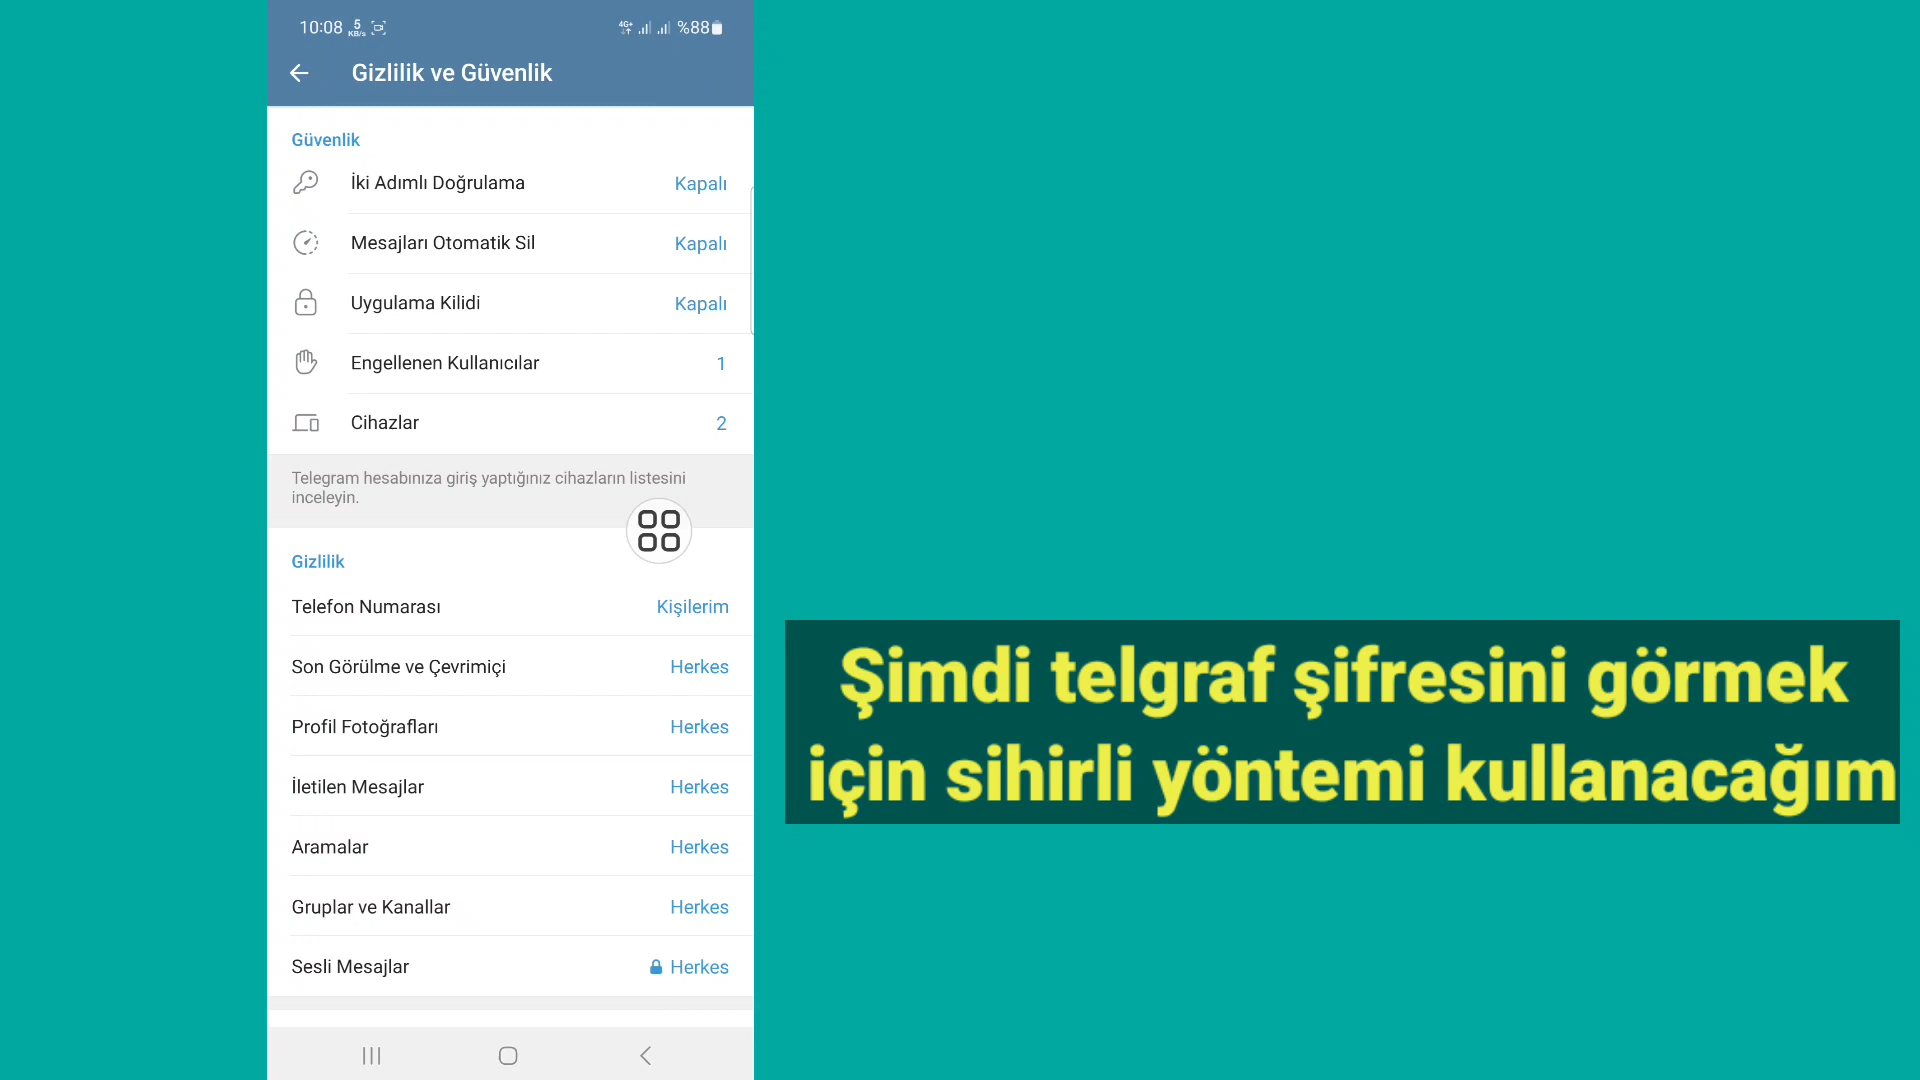 10:08 5 KB/s 4G+ %88
Gizlilik ve Güvenlik
Güvenlik
İki Adımlı Doğrulama Kapalı
Mesajları Otomatik Sil Kapalı
Uygulama Kilidi Kapalı
Engellenen Kullanıcılar 1
Cihazlar 2
Telegram hesabınıza giriş yaptığınız cihazların listesini
inceleyin.
Gizlilik
Telefon Numarası Kişilerim
Son Görülme ve Çevrimiçi Herkes
Profil Fotoğrafları Herkes
İletilen Mesajlar Herkes
Aramalar Herkes
Gruplar ve Kanallar Herkes
Sesli Mesajlar Herkes
Şimdi telgraf şifresini görmek
için sihirli yöntemi kullanacağım